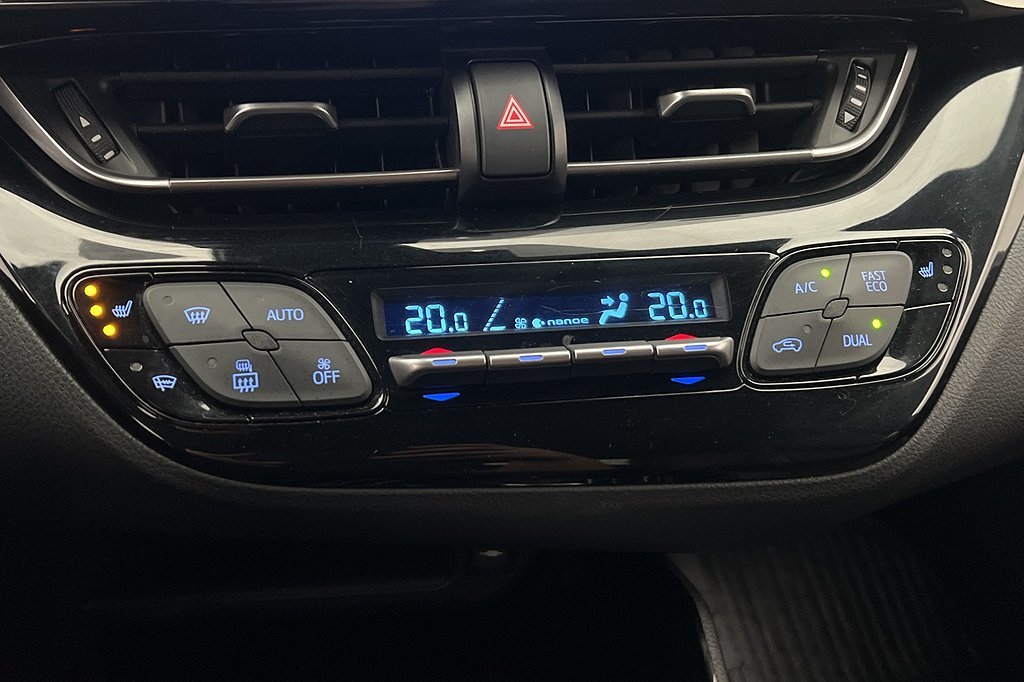 AUTO
OFF
20.0
nanoe
20.0
A/C
FAST
ECO
DUAL